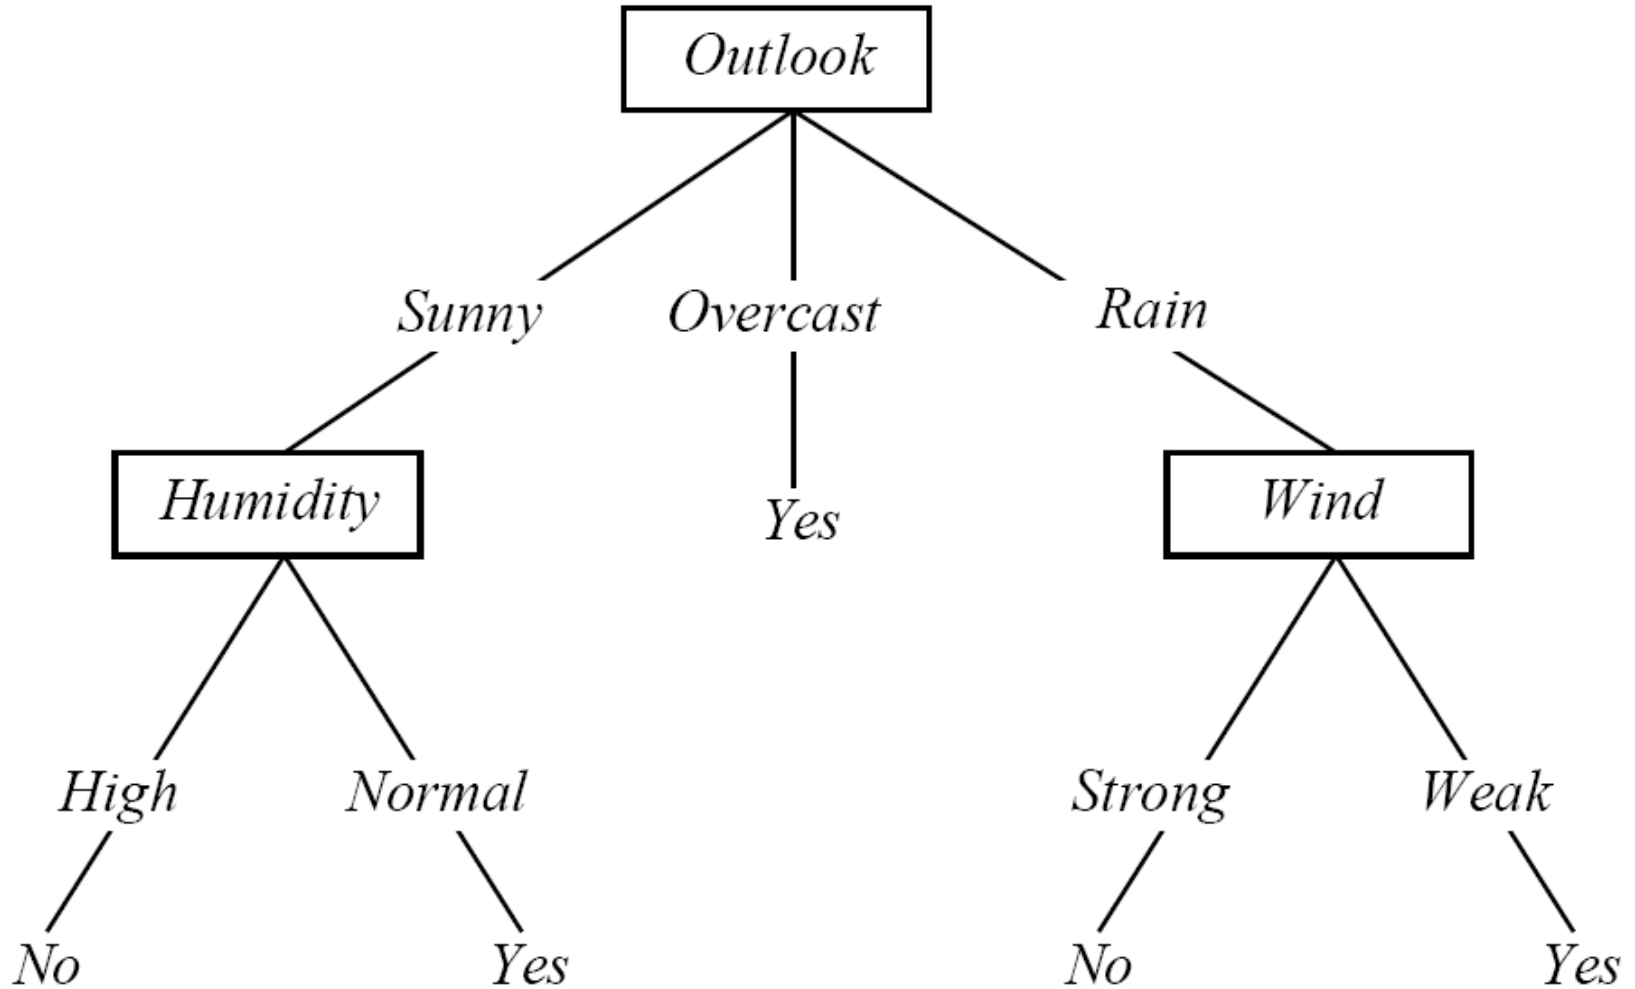 Outlook
Sunny Overcast Rain
Humidity Yes Wind
High Normal Strong Weak
No Yes No Yes